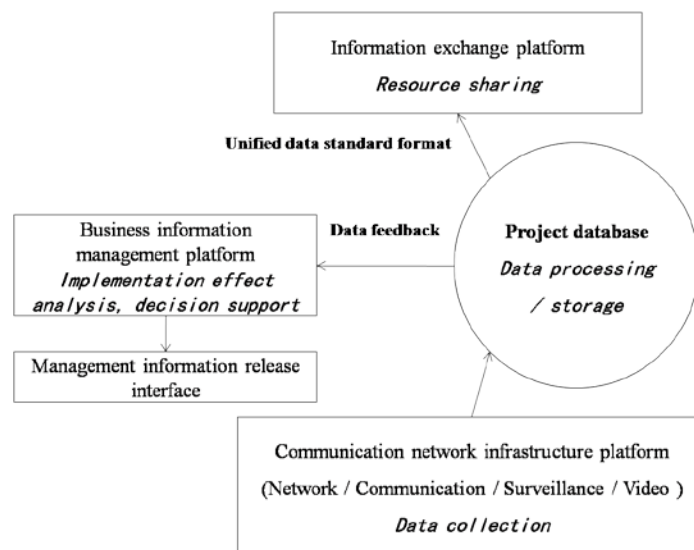 Information exchange platform
Resource sharing
Unified data standard format
Business information
management platform
Implementation effect
analysis, decision support
Data feedback
Project database
Data processing
/ storage
Management information release
interface
Communication network infrastructure platform
(Network / Communication / Surveillance / Video )
Data collection